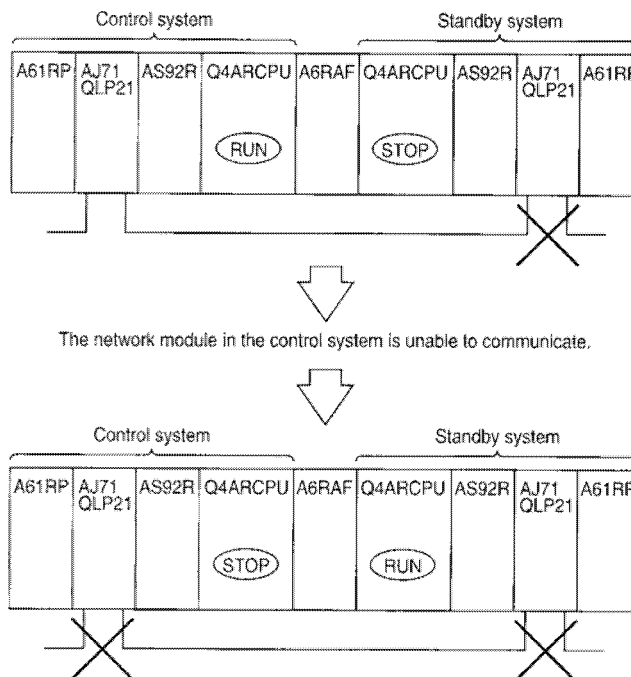 Control system Standby system
A61RP AJ71 AS92R Q4ARCPU A6RAF Q4ARCPU AS92R AJ71 A61RP
QLP21 QLP21
RUN STOP
The network module in the control system is unable to communicate.
Control system Standby system
A61RP AJ71 AS92R Q4ARCPU A6RAF Q4ARCPU AS92R AJ71 A61RP
QLP21 QLP21
STOP RUN